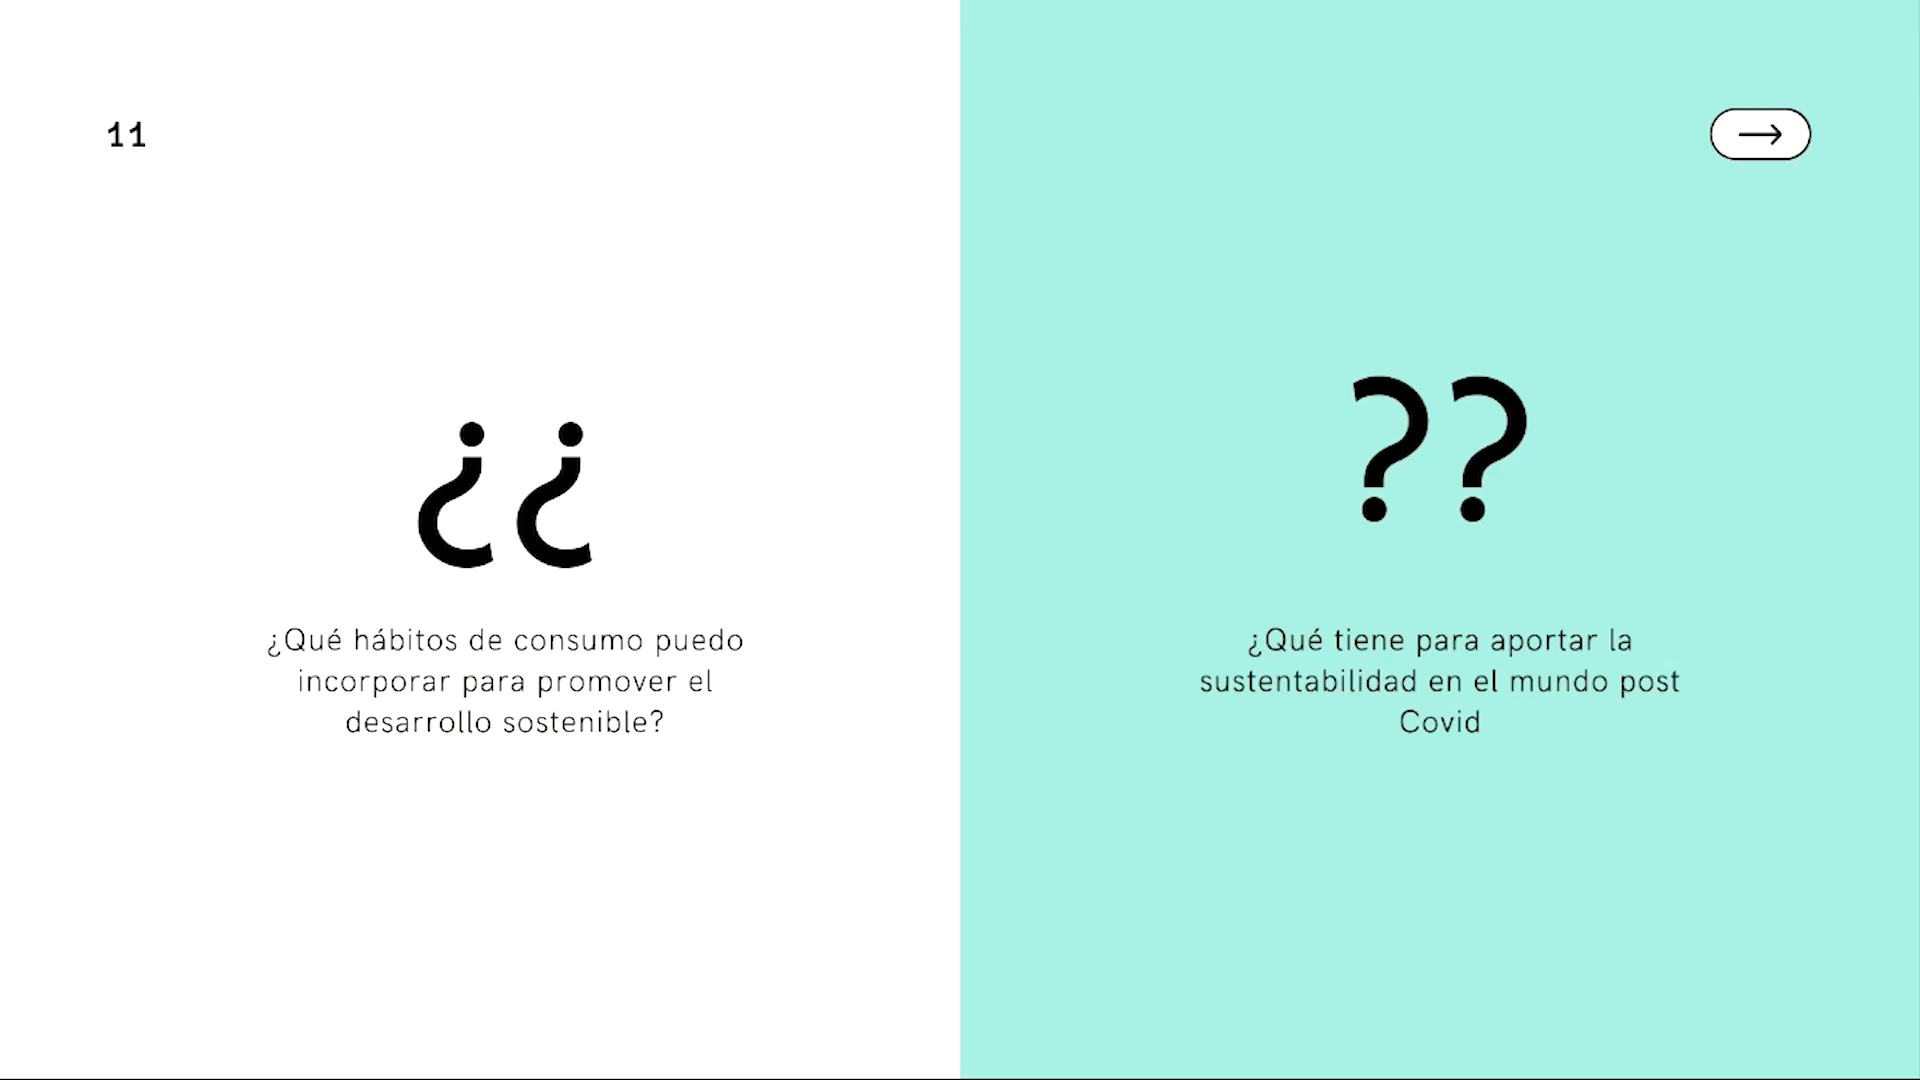 11
¿¿
¿Qué hábitos de consumo puedo
incorporar para promover el
desarrollo sostenible?
??
¿Qué tiene para aportar la
sustentabilidad en el mundo post
Covid